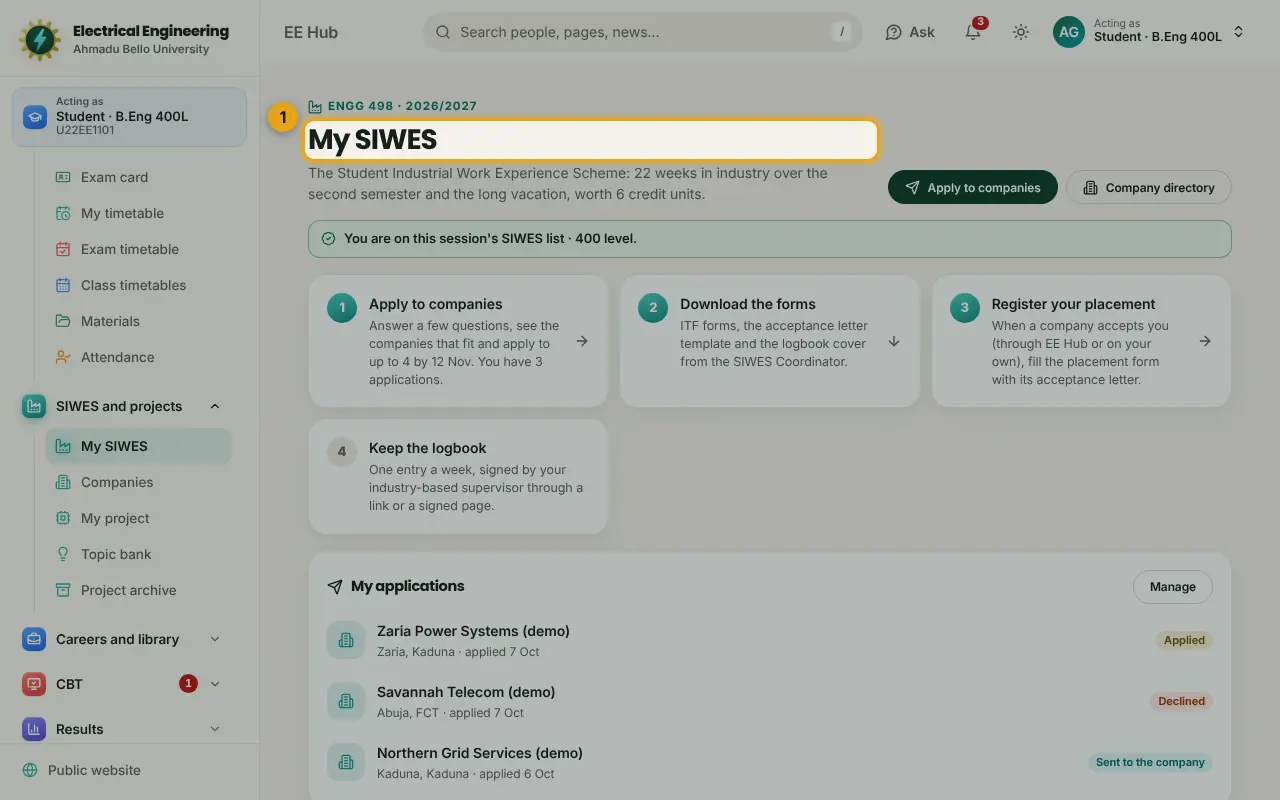 Electrical Engineering
Ahmadu Bello University
EE Hub
Search people, pages, news...
/
Ask
3
AG
Acting as
Student · B.Eng 400L
Acting as
Student · B.Eng 400L
U22EE1101
Exam card
My timetable
Exam timetable
Class timetables
Materials
Attendance
SIWES and projects
My SIWES
Companies
My project
Topic bank
Project archive
Careers and library
CBT
1
Results
Public website
1
ENGG 498 · 2026/2027
My SIWES
The Student Industrial Work Experience Scheme: 22 weeks in industry over the
second semester and the long vacation, worth 6 credit units.
Apply to companies
Company directory
You are on this session's SIWES list · 400 level.
1
Apply to companies
Answer a few questions, see the
companies that fit and apply to
up to 4 by 12 Nov. You have 3
applications.
2
Download the forms
ITF forms, the acceptance letter
template and the logbook cover
from the SIWES Coordinator.
3
Register your placement
When a company accepts you
(through EE Hub or on your
own), fill the placement form
with its acceptance letter.
4
Keep the logbook
One entry a week, signed by your
industry-based supervisor through a
link or a signed page.
My applications
Manage
Zaria Power Systems (demo)
Zaria, Kaduna · applied 7 Oct
Applied
Savannah Telecom (demo)
Abuja, FCT · applied 7 Oct
Declined
Northern Grid Services (demo)
Kaduna, Kaduna · applied 6 Oct
Sent to the company